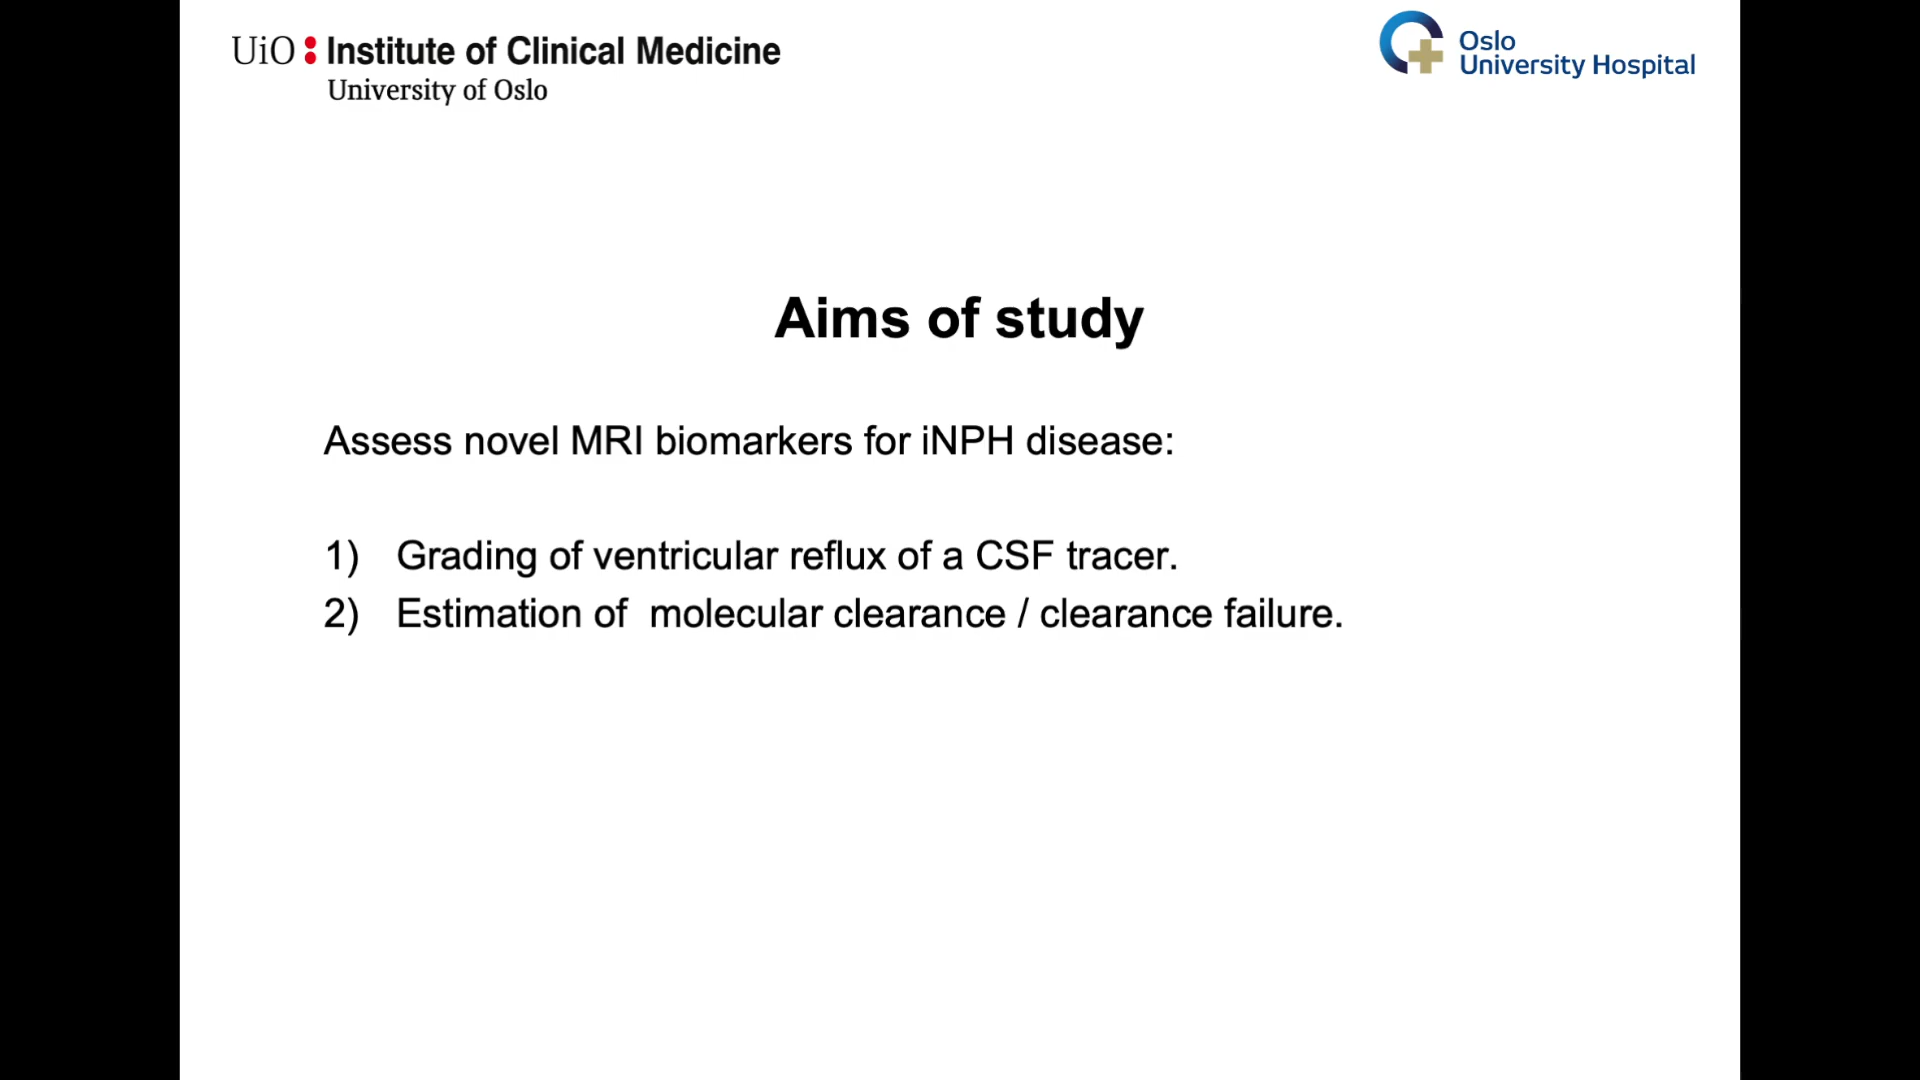 UiO : Institute of Clinical Medicine
University of Oslo
Oslo
University Hospital
Aims of study
Assess novel MRI biomarkers for iNPH disease:
1) Grading of ventricular reflux of a CSF tracer.
2) Estimation of molecular clearance / clearance failure.